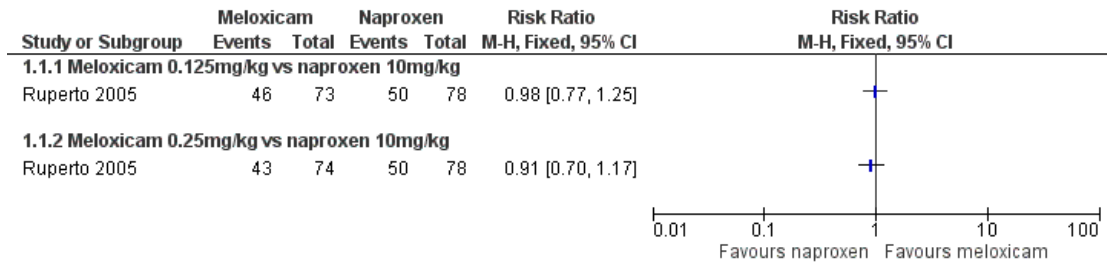 Meloxicam Naproxen Risk Ratio Risk Ratio
Study or Subgroup Events Total Events Total M-H, Fixed, 95% CI M-H, Fixed, 95% CI
1.1.1 Meloxicam 0.125mg/kg vs naproxen 10mg/kg
Ruperto 2005 46 73 50 78 0.98 [0.77, 1.25]
1.1.2 Meloxicam 0.25mg/kg vs naproxen 10mg/kg
Ruperto 2005 43 74 50 78 0.91 [0.70, 1.17]
0.01 0.1 1 10 100
Favours naproxen Favours meloxicam